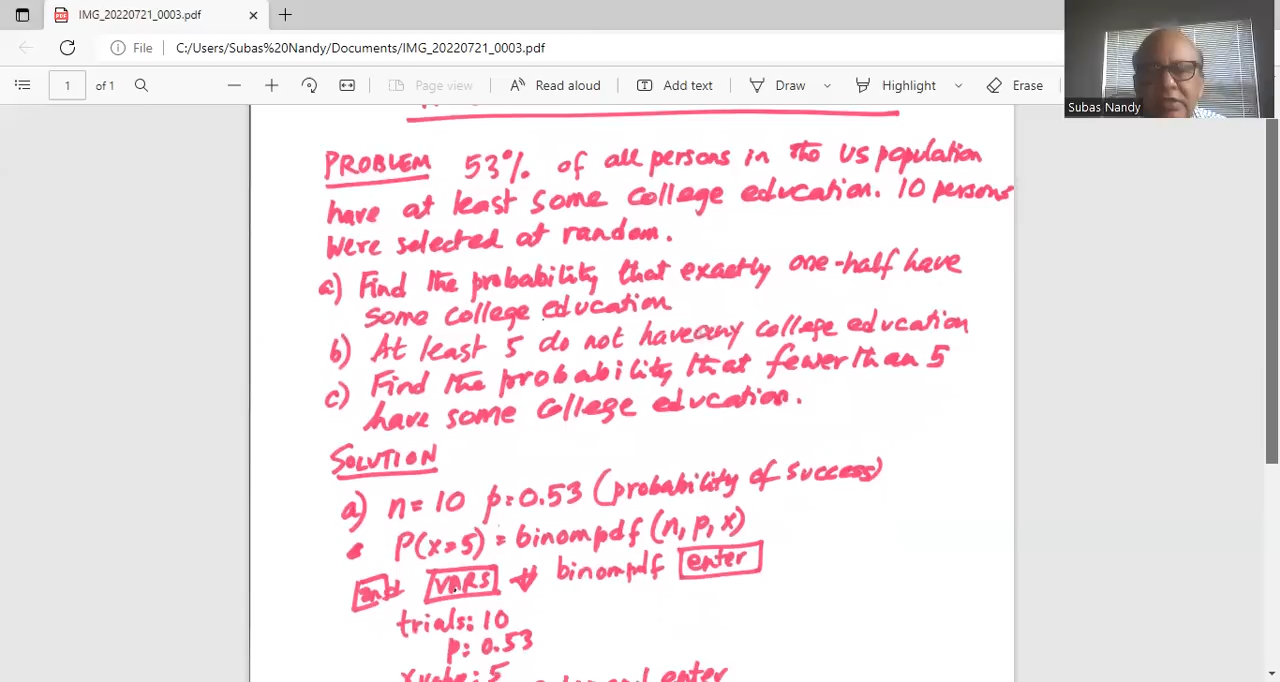 IMG_20220721_0003.pdf
File C:/Users/Subas%20Nandy/Documents/IMG_20220721_0003.pdf
1 of 1 Page view Read aloud Add text Draw Highlight Erase
Subas Nandy
PROBLEM 53% of all persons in the US population
have at least some college education. 10 persons
were selected at random.
a) Find the probability that exactly one-half have
some college education
b) At least 5 do not have any college education
c) Find the probability that fewer than 5
have some college education.
SOLUTION
a) n = 10 p = 0.53 (probability of success)
P(x=5) = binompdf (n, p, x)
2nd VARS ↓ binompdf enter
trials: 10
p: 0.53
x value: 5 enter